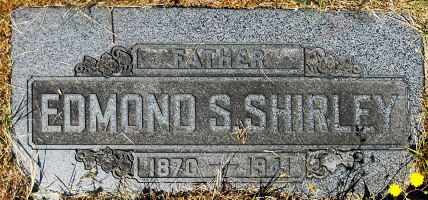 FATHER
EDMOND S. SHIRLEY
1870 — 1941